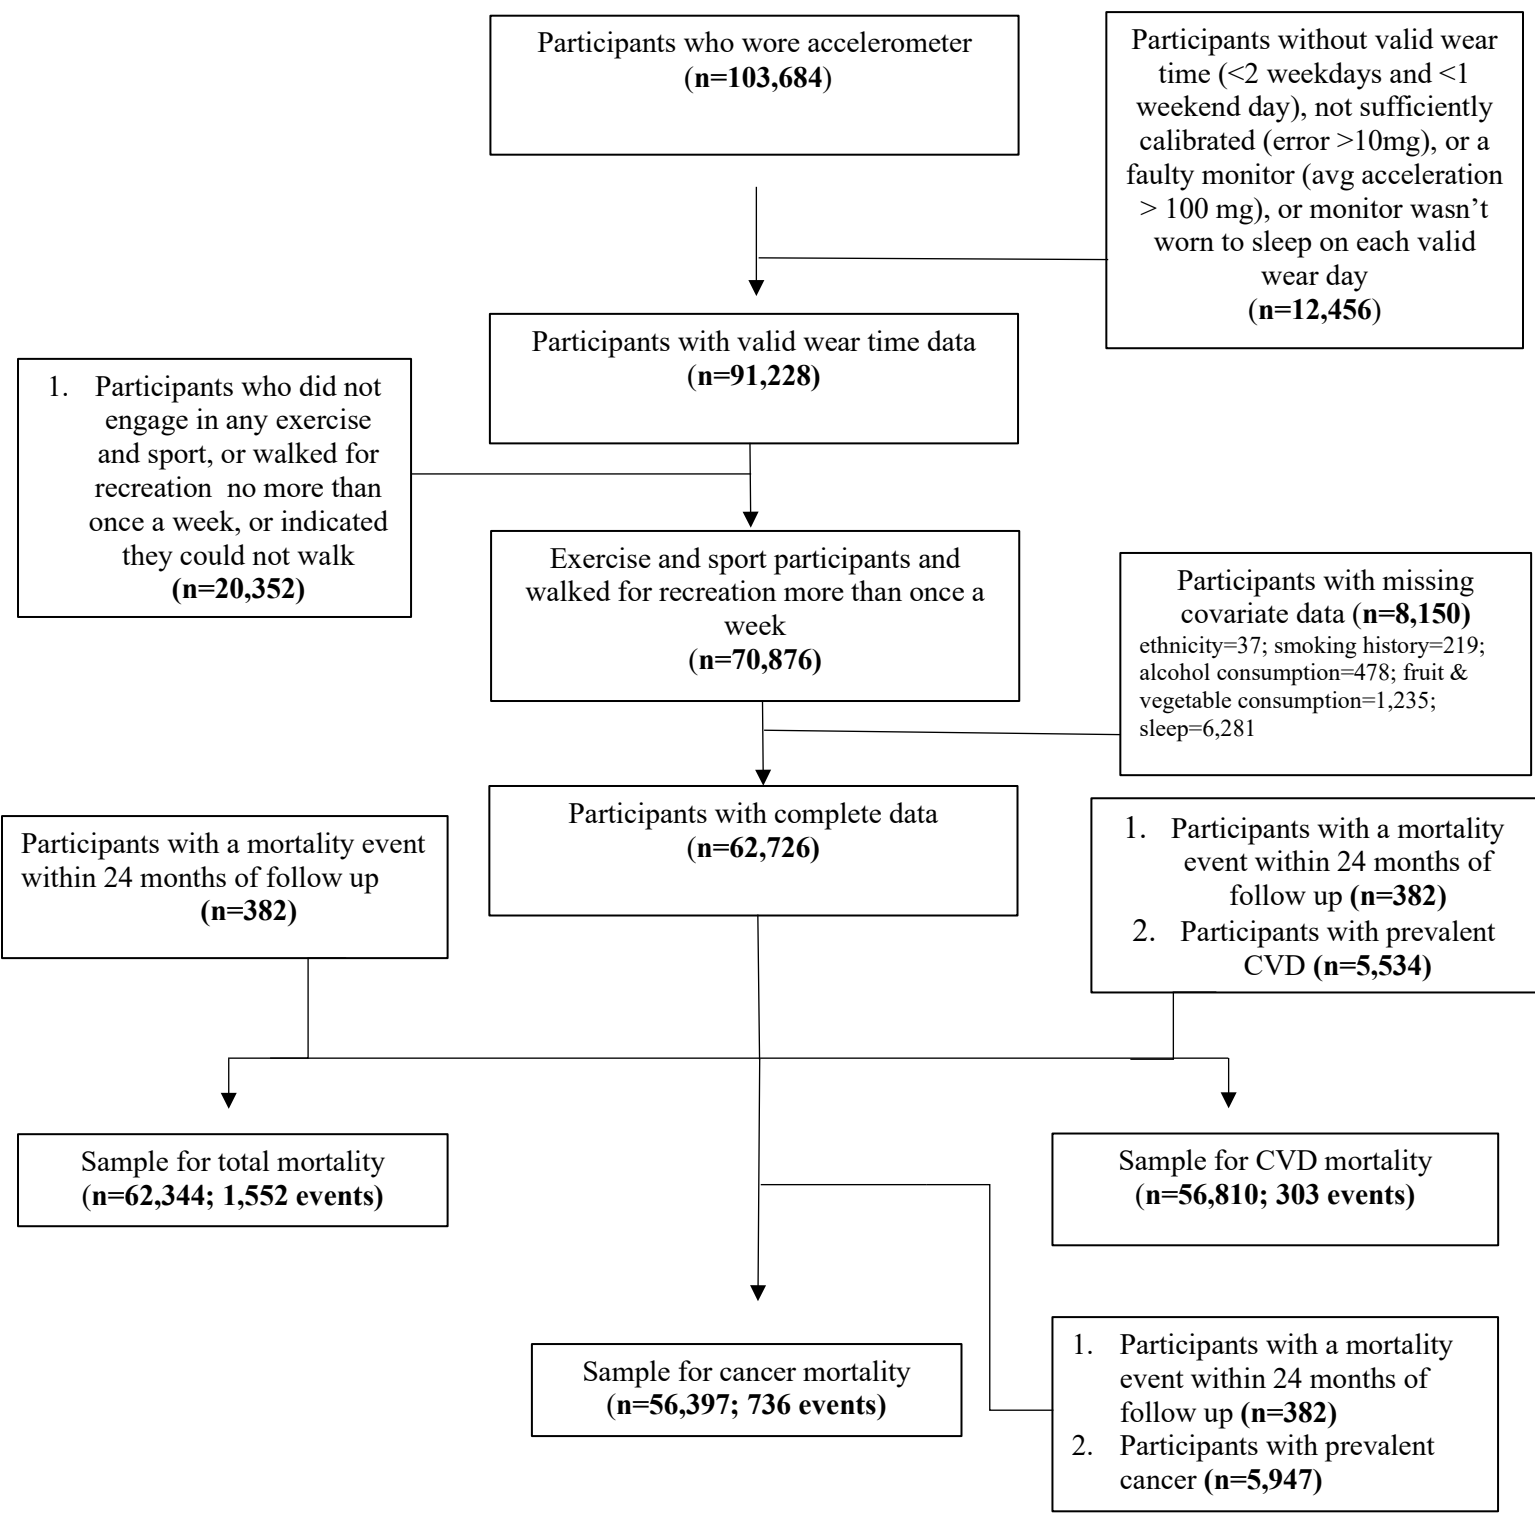 Participants who wore accelerometer
(n=103,684)
Participants without valid wear
time (<2 weekdays and <1
weekend day), not sufficiently
calibrated (error >10mg), or a
faulty monitor (avg acceleration
> 100 mg), or monitor wasn’t
worn to sleep on each valid
wear day
(n=12,456)
Participants with valid wear time data
(n=91,228)
1. Participants who did not
engage in any exercise
and sport, or walked for
recreation  no more than
once a week, or indicated
they could not walk
(n=20,352)
Exercise and sport participants and
walked for recreation more than once a
week
(n=70,876)
Participants with missing
covariate data (n=8,150)
ethnicity=37; smoking history=219;
alcohol consumption=478; fruit &
vegetable consumption=1,235;
sleep=6,281
Participants with complete data
(n=62,726)
Participants with a mortality event
within 24 months of follow up
(n=382)
1. Participants with a mortality
event within 24 months of
follow up (n=382)
2. Participants with prevalent
CVD (n=5,534)
Sample for total mortality
(n=62,344; 1,552 events)
Sample for CVD mortality
(n=56,810; 303 events)
Sample for cancer mortality
(n=56,397; 736 events)
1. Participants with a mortality
event within 24 months of
follow up (n=382)
2. Participants with prevalent
cancer (n=5,947)